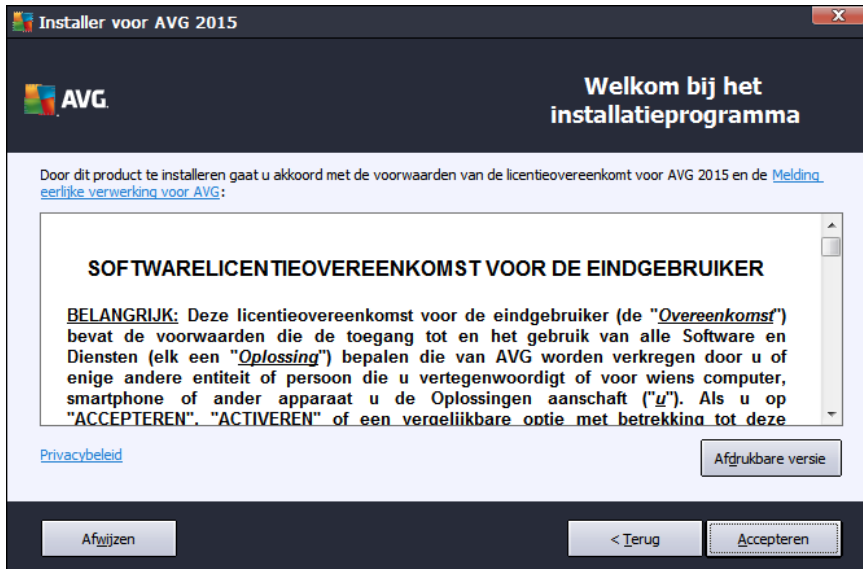 Installer voor AVG 2015
X
AVG.
Welkom bij het
installatieprogramma
Door dit product te installeren gaat u akkoord met de voorwaarden van de licentieovereenkomt voor AVG 2015 en de Melding
eerlijke verwerking voor AVG:
SOFTWARELICENTIEOVEREENKOMST VOOR DE EINDGEBRUIKER
BELANGRIJK: Deze licentieovereenkomst voor de eindgebruiker (de "Overeenkomst")
bevat de voorwaarden die de toegang tot en het gebruik van alle Software en
Diensten (elk een "Oplossing") bepalen die van AVG worden verkregen door u of
enige andere entiteit of persoon die u vertegenwoordigt of voor wiens computer,
smartphone of ander apparaat u de Oplossingen aanschaft ("u"). Als u op
"ACCEPTEREN", "ACTIVEREN" of een vergelijkbare optie met betrekking tot deze
Privacybeleid
Afdrukbare versie
Afwijzen
< Terug
Accepteren